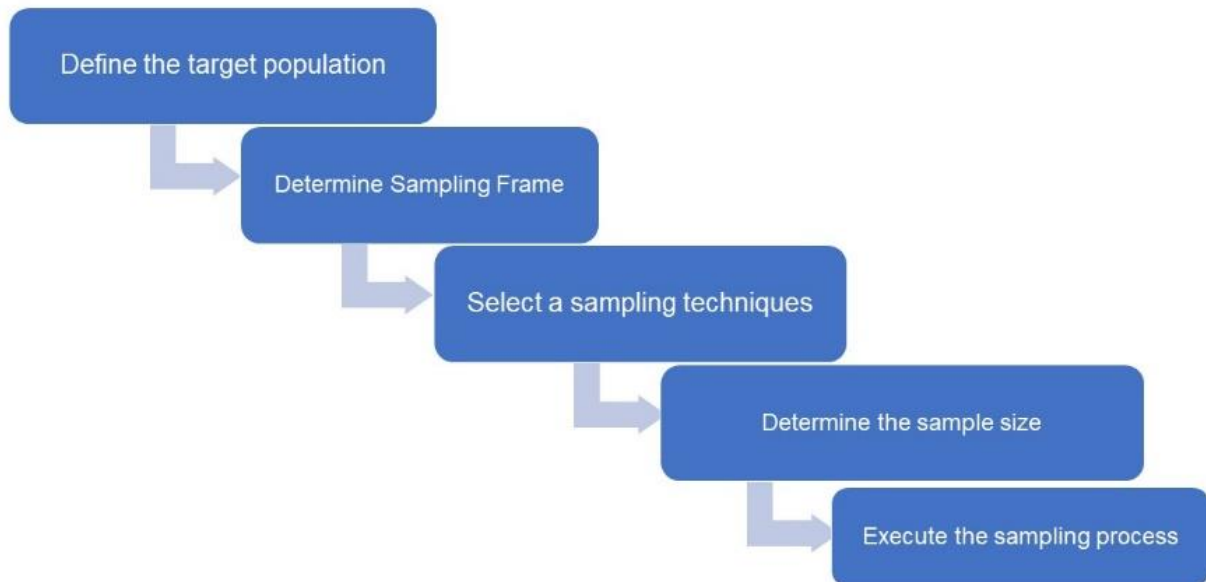 Define the target population
Determine Sampling Frame
Select a sampling techniques
Determine the sample size
Execute the sampling process